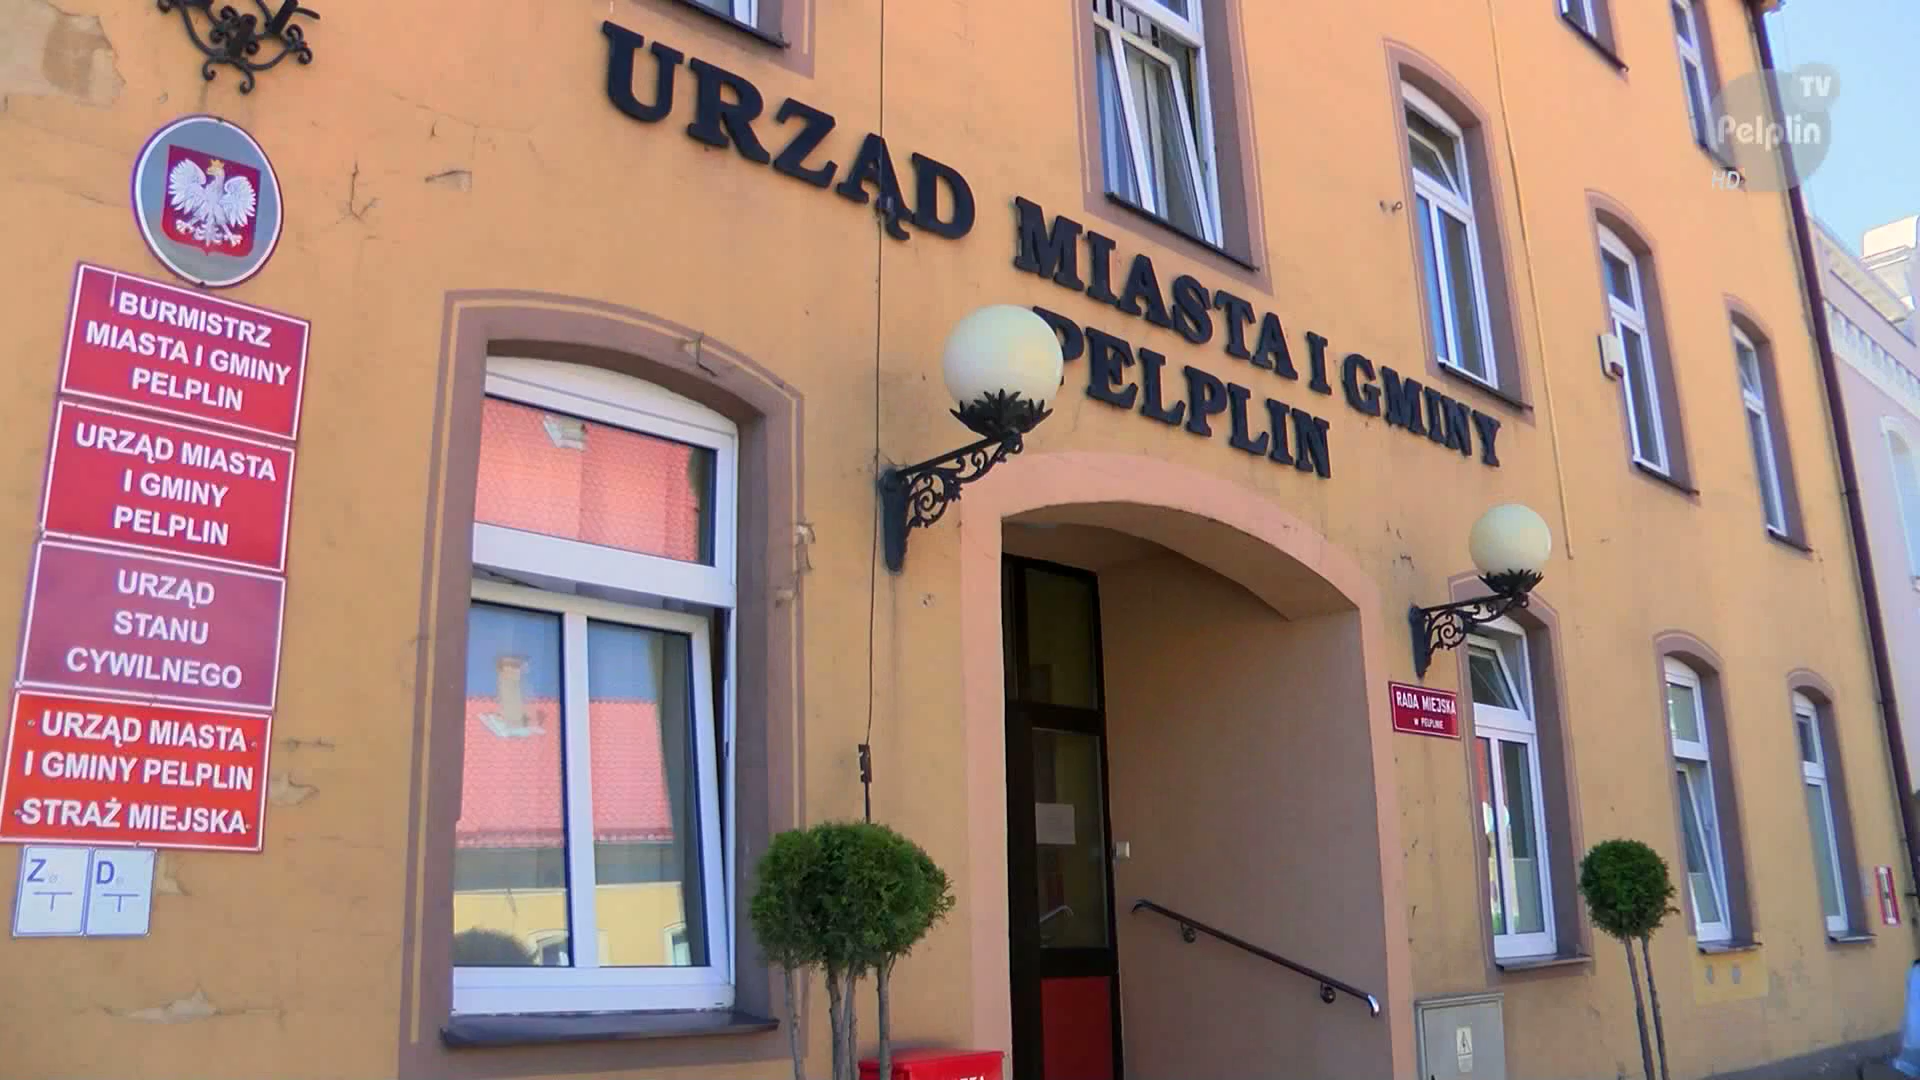 URZĄD MIASTA I GMINY
PELPLIN
BURMISTRZ
MIASTA I GMINY
PELPLIN
URZĄD MIASTA
I GMINY
PELPLIN
URZĄD
STANU
CYWILNEGO
URZĄD MIASTA
I GMINY PELPLIN
STRAŻ MIEJSKA
Z
D
RADA MIEJSKA
W PELPLINIE
TV
Pelplin
HD